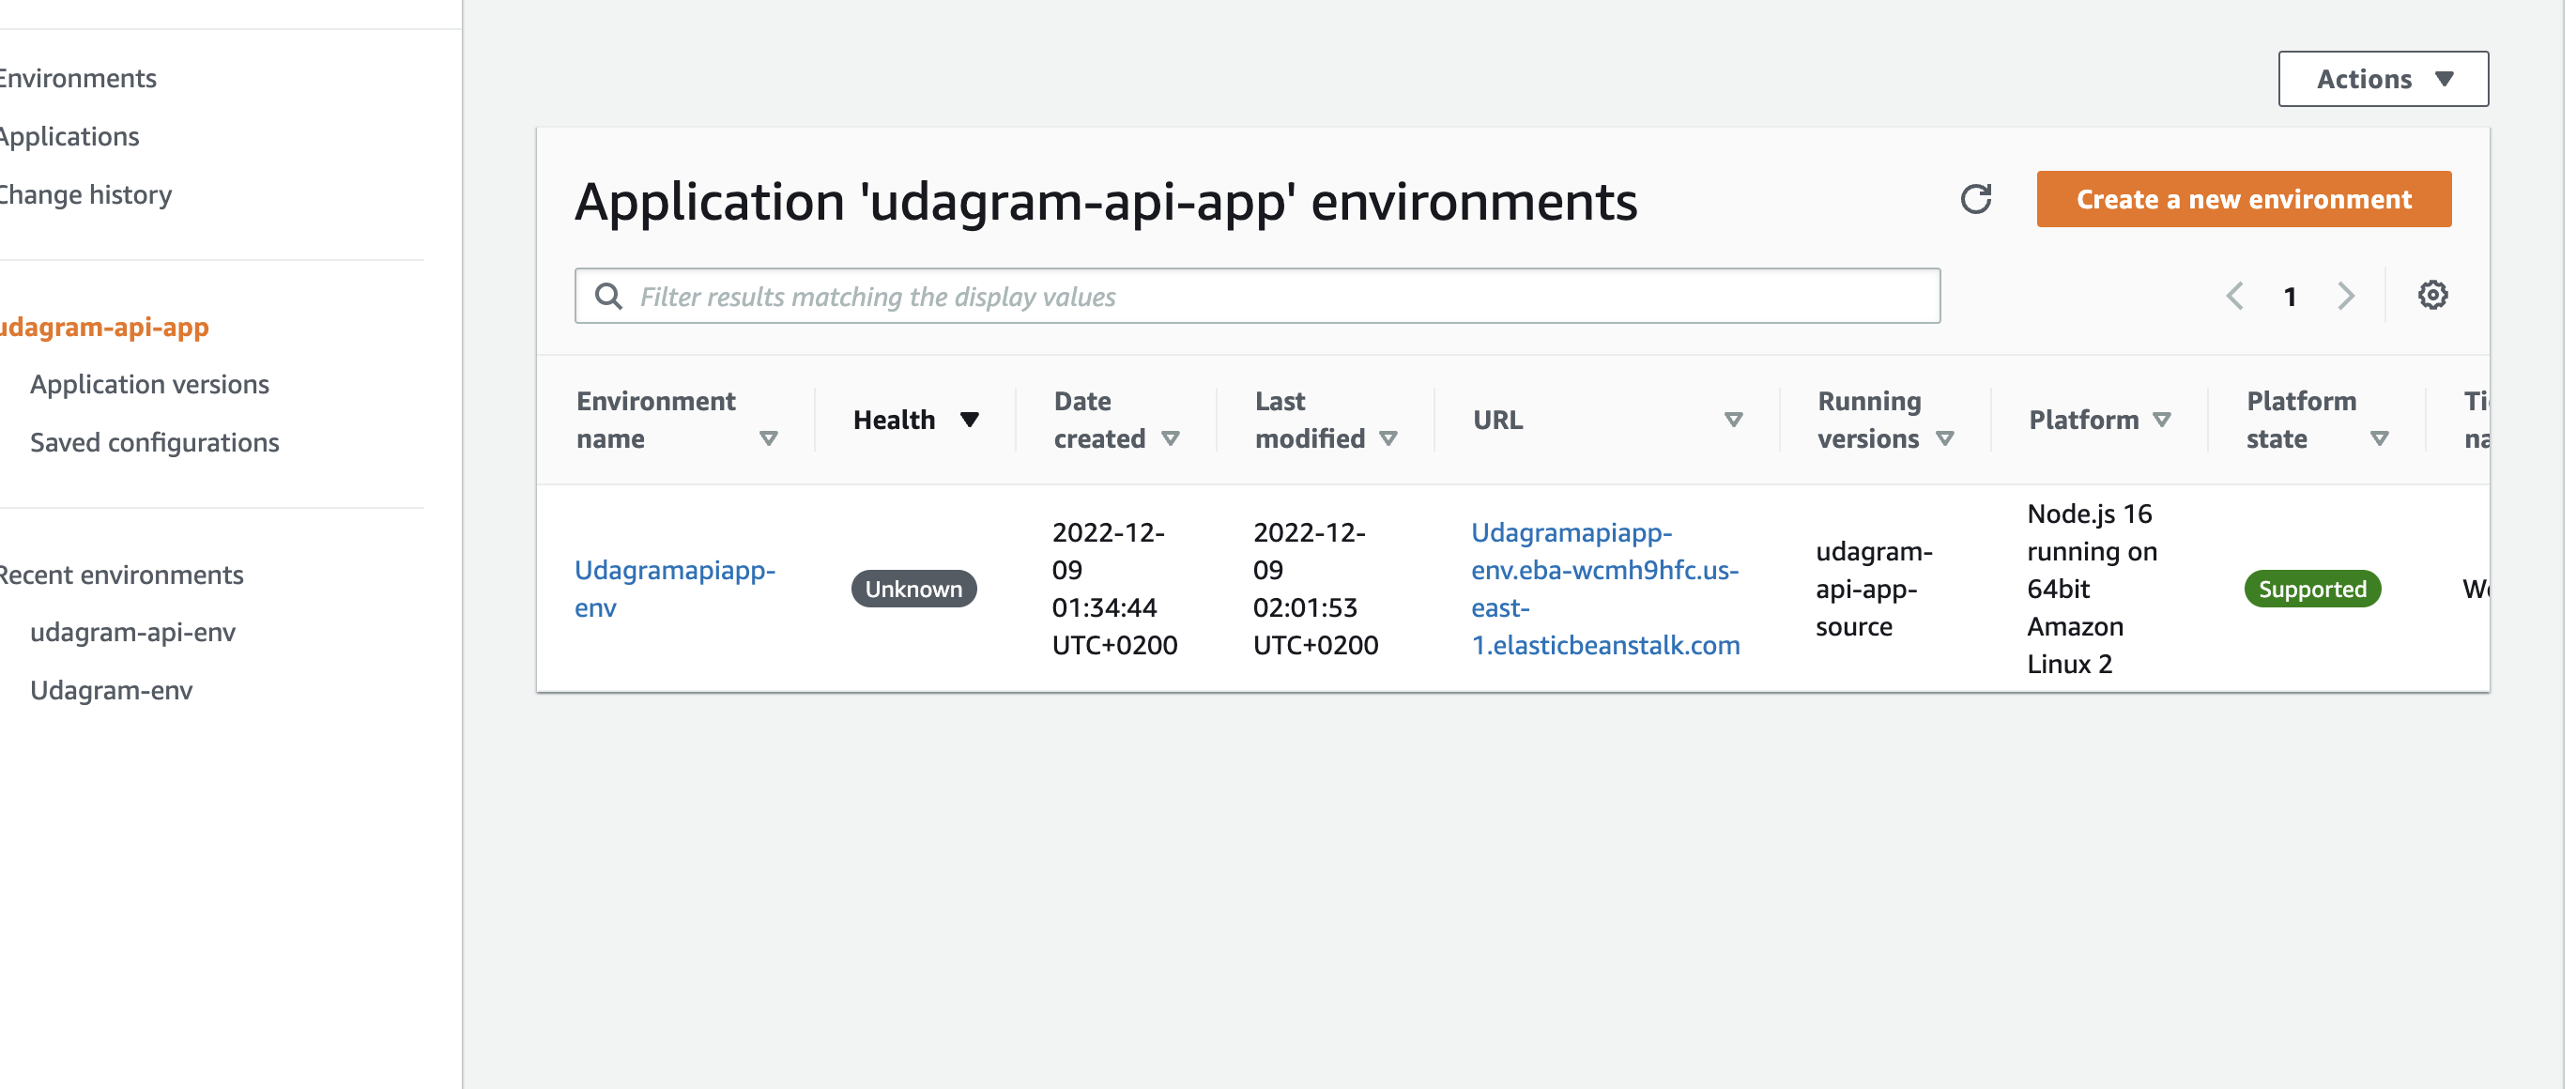 Environments
Applications
Change history
udagram-api-app
Application versions
Saved configurations
Recent environments
udagram-api-env
Udagram-env
Actions
Application 'udagram-api-app' environments
Create a new environment
Filter results matching the display values
1
Environment
name
Health
Date
created
Last
modified
URL
Running
versions
Platform
Platform
state
Udagramapiapp-
env
Unknown
2022-12-
09
01:34:44
UTC+0200
2022-12-
09
02:01:53
UTC+0200
Udagramapiapp-
env.eba-wcmh9hfc.us-
east-
1.elasticbeanstalk.com
udagram-
api-app-
source
Node.js 16
running on
64bit
Amazon
Linux 2
Supported